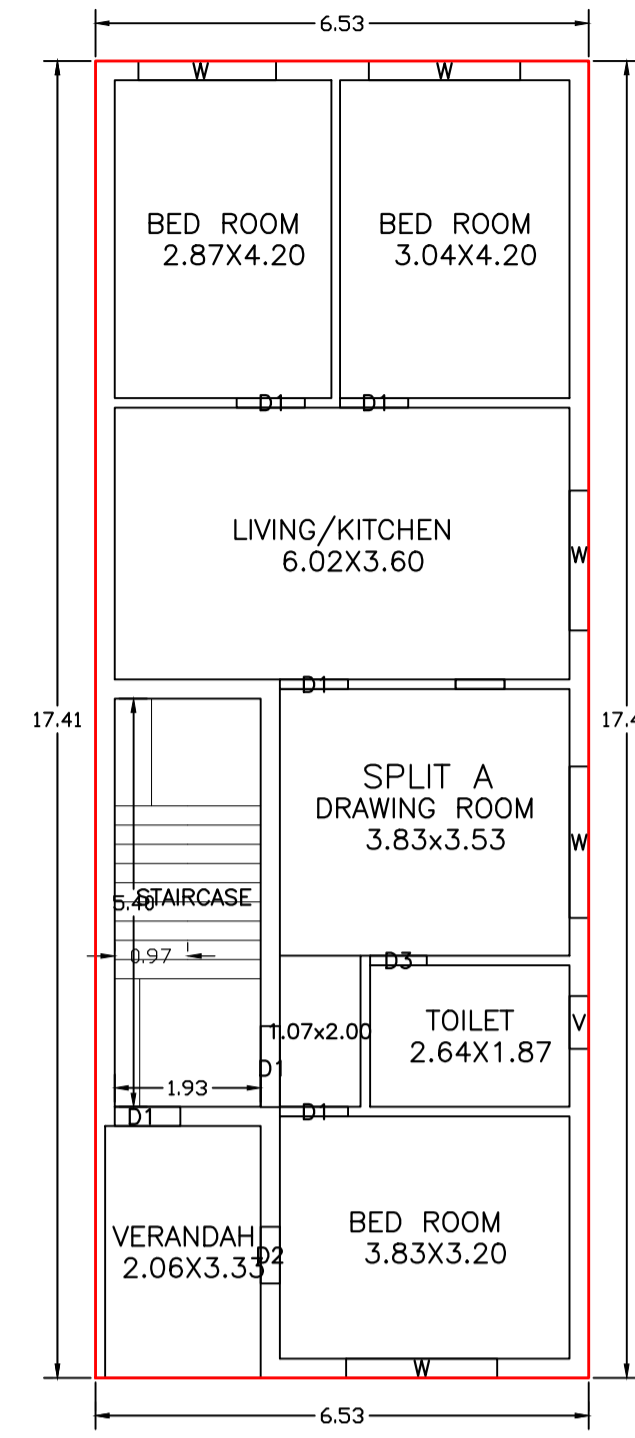 6.53
W
W
BED ROOM
2.87X4.20
BED ROOM
3.04X4.20
D1
D1
LIVING/KITCHEN
6.02X3.60
W
D1
17.41
17.4
SPLIT A
DRAWING ROOM
3.83x3.53
W
STAIRCASE
5.40
0.97
D3
1.07x2.00
TOILET
2.64X1.87
V
D1
1.93
D1
D1
VERANDAH
2.06X3.33
D2
BED ROOM
3.83X3.20
W
6.53